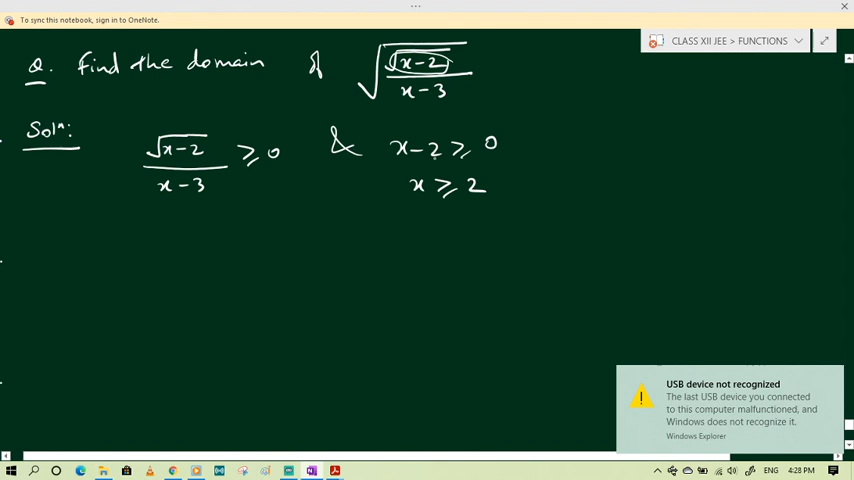 To sync this notebook, sign in to OneNote.
CLASS XII JEE > FUNCTIONS
Q. Find the domain of √(√(x-2)/(x-3))
Solⁿ:
√(x-2)/(x-3) ⩾ 0 & x-2 ⩾ 0
x ⩾ 2
USB device not recognized
The last USB device you connected
to this computer malfunctioned, and
Windows does not recognize it.
Windows Explorer
ENG 4:28 PM